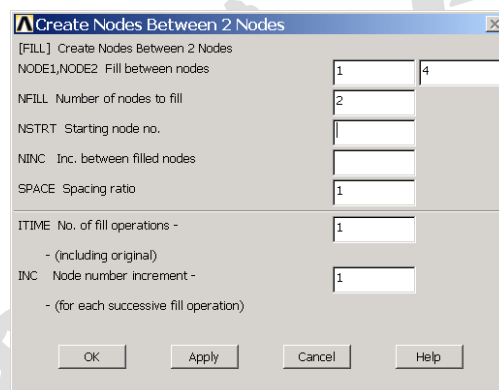 Create Nodes Between 2 Nodes
[FILL] Create Nodes Between 2 Nodes
NODE1,NODE2 Fill between nodes 1 4
NFILL Number of nodes to fill 2
NSTRT Starting node no.
NINC Inc. between filled nodes
SPACE Spacing ratio 1
ITIME No. of fill operations - 1
- (including original)
INC Node number increment - 1
- (for each successive fill operation)
OK Apply Cancel Help